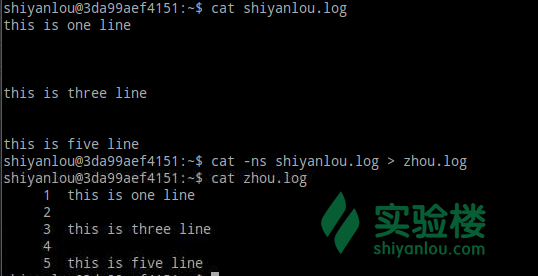 shiyanlou@3da99aef4151:~$ cat shiyanlou.log
this is one line
this is three line
this is five line
shiyanlou@3da99aef4151:~$ cat -ns shiyanlou.log > zhou.log
shiyanlou@3da99aef4151:~$ cat zhou.log
1 this is one line
2
3 this is three line
4
5 this is five line
实验楼
shiyanlou.com